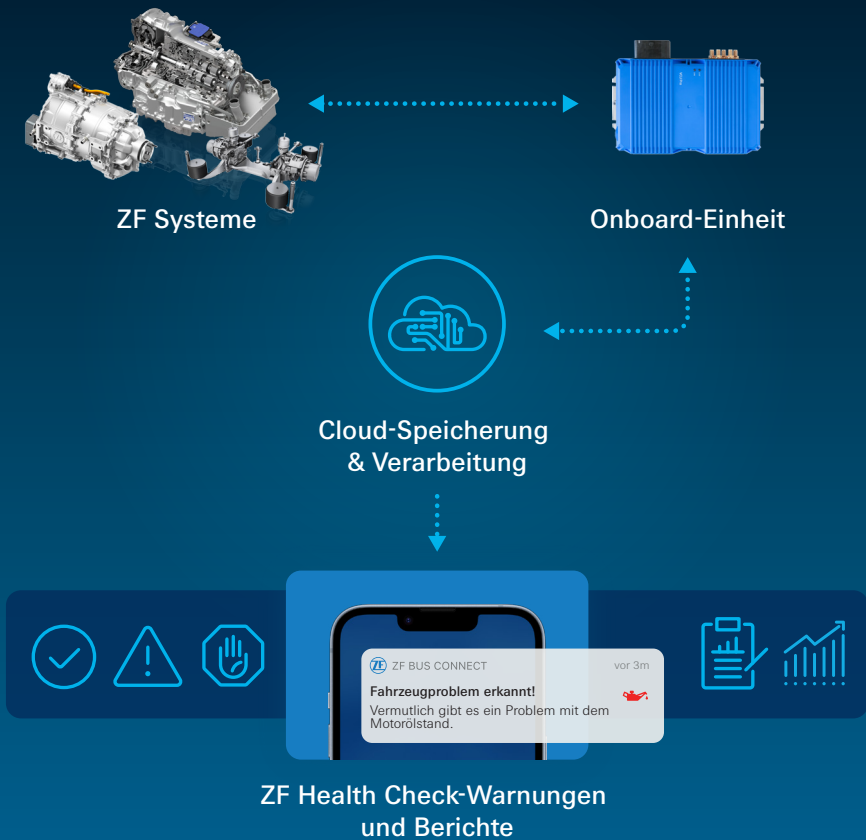 ZF Systeme
Onboard-Einheit
Cloud-Speicherung
& Verarbeitung
ZF BUS CONNECT
vor 3m
Fahrzeugproblem erkannt!
Vermutlich gibt es ein Problem mit dem
Motorölstand.
ZF Health Check-Warnungen
und Berichte